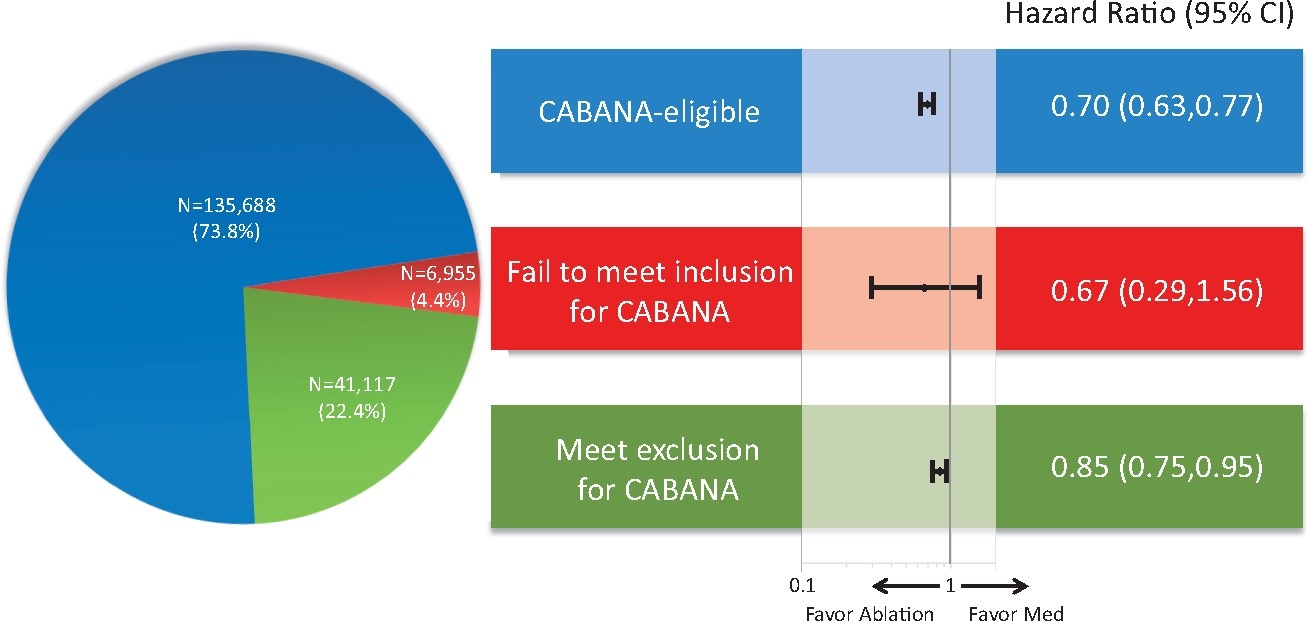 Hazard Ratio (95% CI)
N=135,688
(73.8%)
N=6,955
(4.4%)
N=41,117
(22.4%)
CABANA-eligible
0.70 (0.63,0.77)
Fail to meet inclusion
for CABANA
0.67 (0.29,1.56)
Meet exclusion
for CABANA
0.85 (0.75,0.95)
0.1
1
Favor Ablation
Favor Med